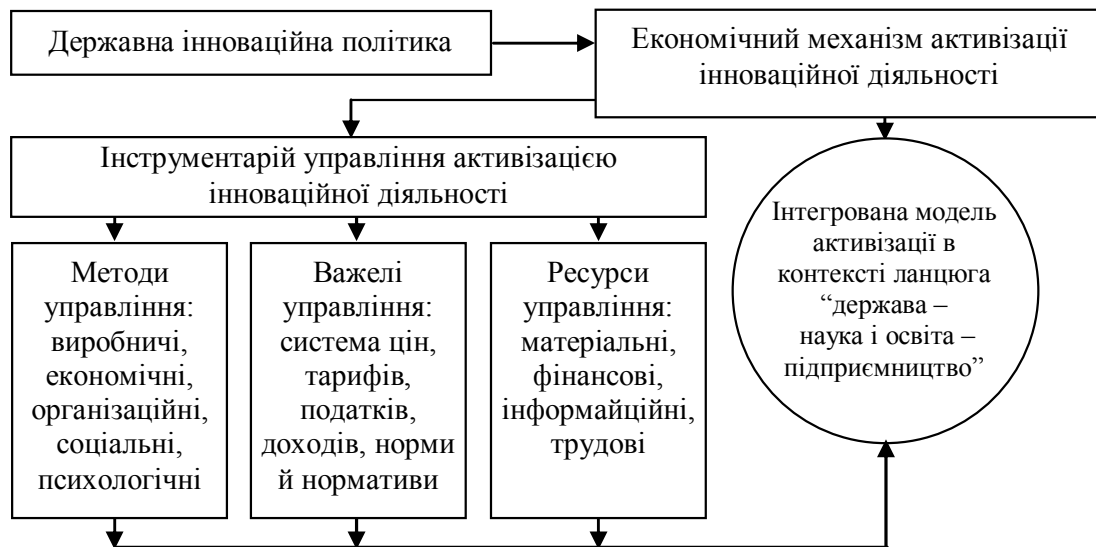 Державна інноваційна політика
Економічний механізм активізації
інноваційної діяльності
Інструментарій управління активізацією
інноваційної діяльності
Методи
управління:
виробничі,
економічні,
організаційні,
соціальні,
психологічні
Важелі
управління:
система цін,
тарифів,
податків,
доходів, норми
й нормативи
Ресурси
управління:
матеріальні,
фінансові,
інформайційні,
трудові
Інтегрована модель
активізації в
контексті ланцюга
“держава –
наука і освіта –
підприємництво”